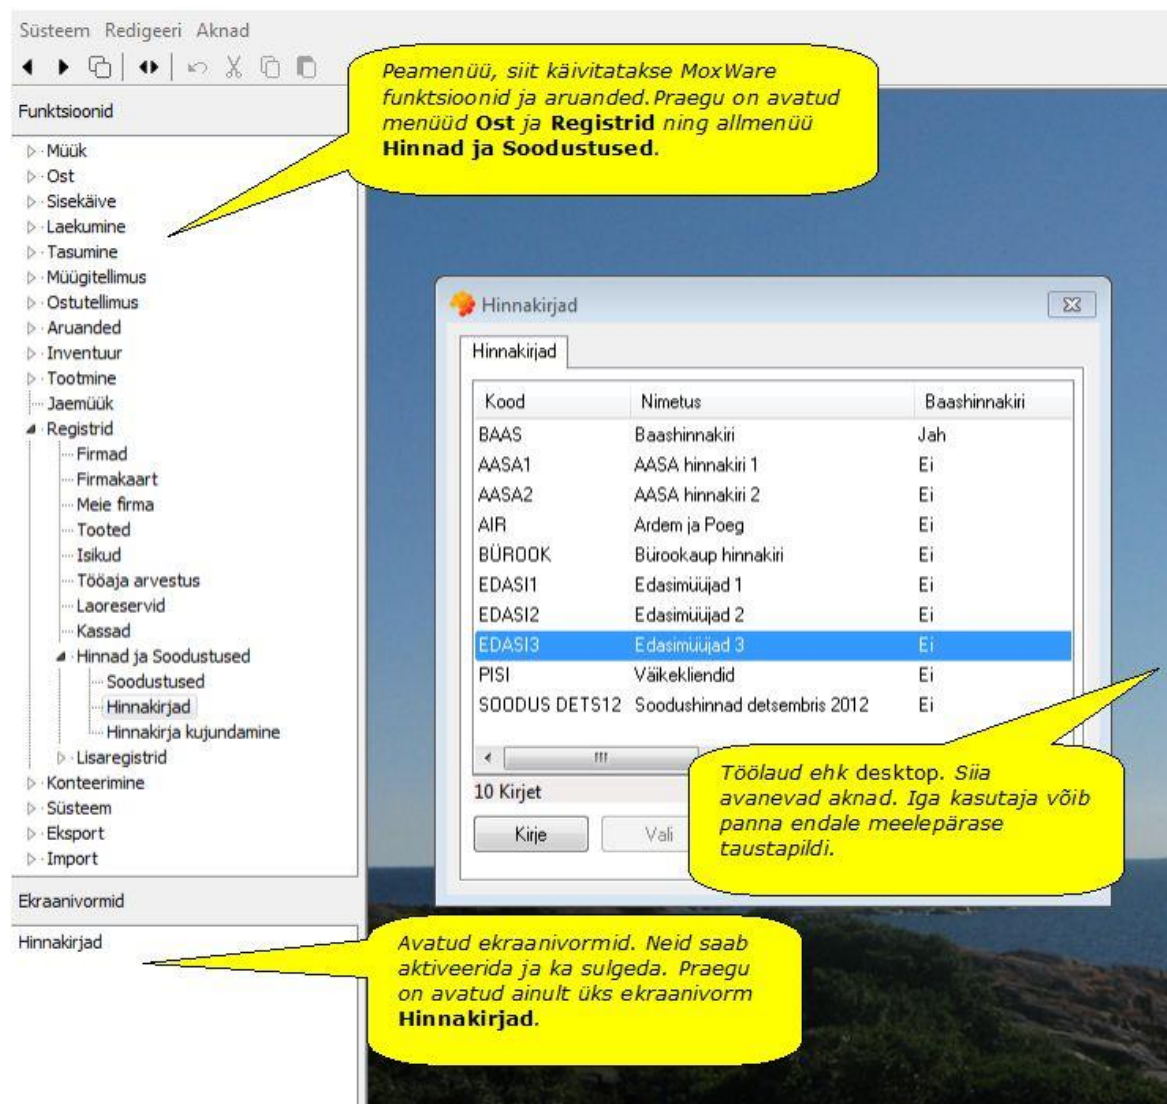 Süsteem Redigeeri Aknad
Peamenüü, siit käivitatakse MoxWare
funktsioonid ja aruanded.Praegu on avatud
menüüd Ost ja Registrid ning allmenüü
Hinnad ja Soodustused.
Funktsioonid
Müük
Ost
Sisekäive
Laekumine
Tasumine
Müügitellimus
Ostutellimus
Aruanded
Inventuur
Tootmine
Jaemüük
Registrid
Firmad
Firmakaart
Meie firma
Tooted
Isikud
Tööaja arvestus
Laoreservid
Kassad
Hinnad ja Soodustused
Soodustused
Hinnakirjad
Hinnakirja kujundamine
Lisaregistrid
Konteerimine
Süsteem
Eksport
Import
Ekraanivormid
Hinnakirjad
Hinnakirjad
Hinnakirjad
Kood Nimetus Baashinnakiri
BAAS Baashinnakiri Jah
AASA1 AASA hinnakiri 1 Ei
AASA2 AASA hinnakiri 2 Ei
AIR Ardem ja Poeg Ei
BÜROOK Bürookaup hinnakiri Ei
EDASI1 Edasimüüjad 1 Ei
EDASI2 Edasimüüjad 2 Ei
EDASI3 Edasimüüjad 3 Ei
PISI Väikekliendid Ei
SOODUS DETS12 Soodushinnad detsembris 2012 Ei
10 Kirjet
Kirje Vali
Töölaud ehk desktop. Siia
avanevad aknad. Iga kasutaja võib
panna endale meelepärase
taustapildi.
Avatud ekraanivormid. Neid saab
aktiveerida ja ka sulgeda. Praegu
on avatud ainult üks ekraanivorm
Hinnakirjad.